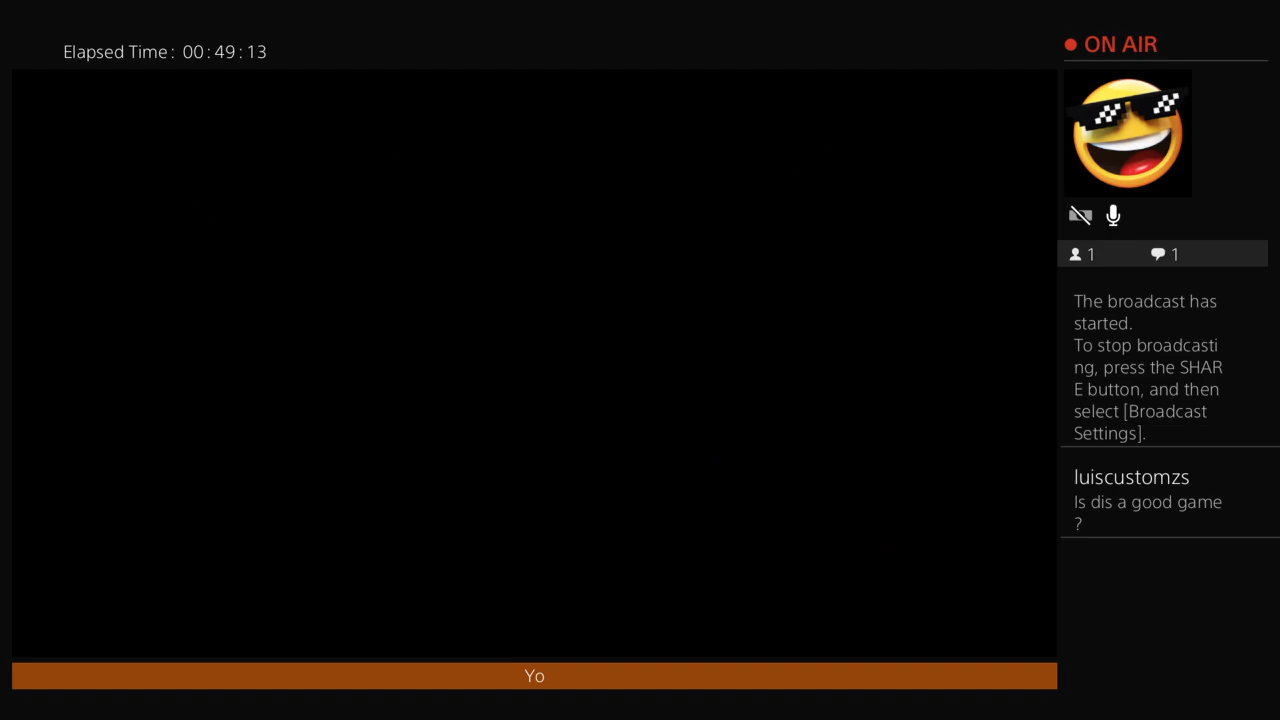 Elapsed Time: 00:49:13
ON AIR
1 1
The broadcast has
started.
To stop broadcasti
ng, press the SHAR
E button, and then
select [Broadcast
Settings].
luiscustomzs
Is dis a good game
?
Yo